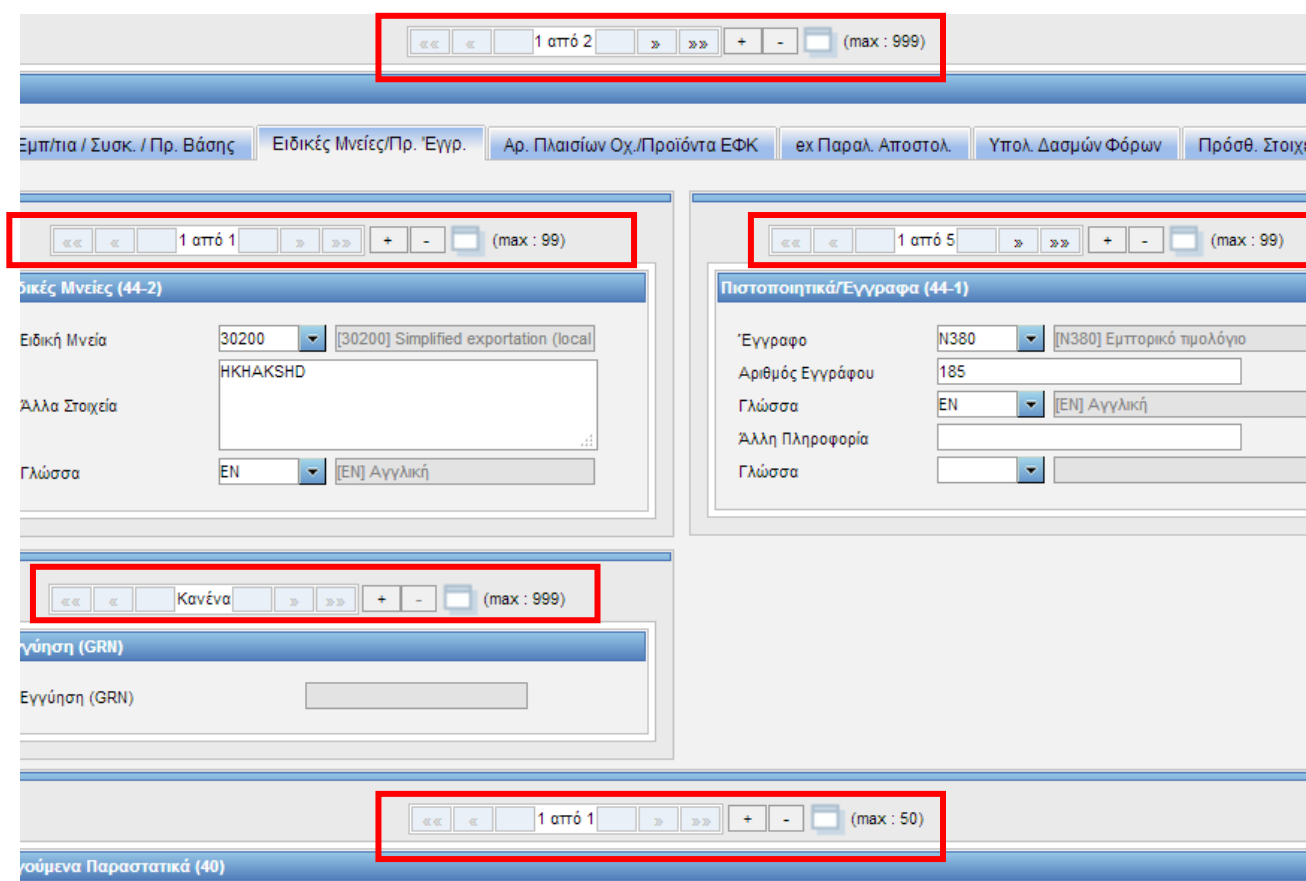 «« « 1 από 2 » »» + - (max : 999)
Εμπ/τια / Συσκ. / Πρ. Βάσης Ειδικές Μνείες/Πρ. Έγγρ. Αρ. Πλαισίων Οχ./Προϊόντα ΕΦΚ ex Παραλ. Αποστολ. Υπολ. Δασμών Φόρων Πρόσθ. Στοιχε
«« « 1 από 1 » »» + - (max : 99)
«« « 1 από 5 » »» + - (max : 99)
δικές Μνείες (44-2)
Ειδική Μνεία 30200 [30200] Simplified exportation (local
Άλλα Στοιχεία HKHAKSHD
Γλώσσα EN [EN] Αγγλική
Πιστοποιητικά/Έγγραφα (44-1)
Έγγραφο N380 [N380] Εμπορικό τιμολόγιο
Αριθμός Εγγράφου 185
Γλώσσα EN [EN] Αγγλική
Άλλη Πληροφορία
Γλώσσα
«« « Κανένα » »» + - (max : 999)
γύηση (GRN)
Εγγύηση (GRN)
«« « 1 από 1 » »» + - (max : 50)
γούμενα Παραστατικά (40)